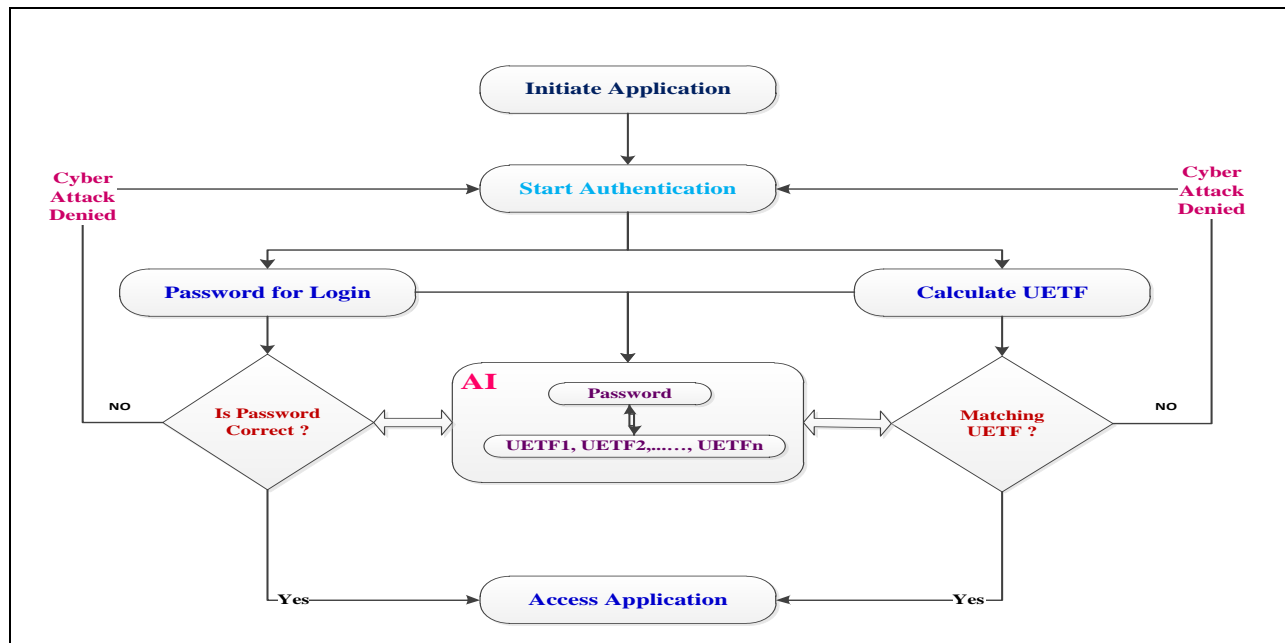 Initiate Application
Cyber
Attack
Denied
Start Authentication
Cyber
Attack
Denied
Password for Login
Calculate UETF
AI
Password
NO
Is Password
Correct ?
Matching
UETF ?
NO
UETF1, UETF2,...…, UETFn
Yes
Access Application
Yes